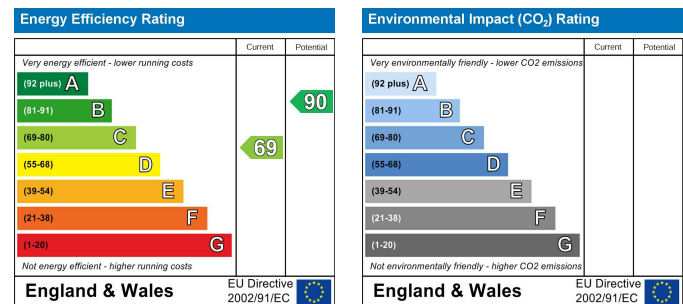 Energy Efficiency Rating
Current Potential
Very energy efficient - lower running costs
(92 plus) A
(81-91) B
90
(69-80) C
69
(55-68) D
(39-54) E
(21-38) F
(1-20) G
Not energy efficient - higher running costs
England & Wales
EU Directive
2002/91/EC
Environmental Impact (CO₂) Rating
Current Potential
Very environmentally friendly - lower CO2 emissions
(92 plus) A
(81-91) B
(69-80) C
(55-68) D
(39-54) E
(21-38) F
(1-20) G
Not environmentally friendly - higher CO2 emissions
England & Wales
EU Directive
2002/91/EC